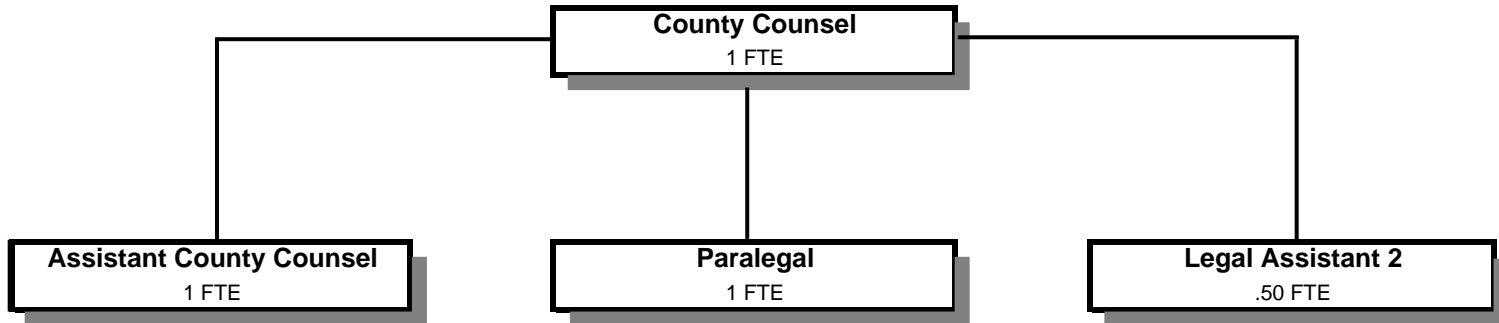 County Counsel
1 FTE
Assistant County Counsel
1 FTE
Paralegal
1 FTE
Legal Assistant 2
.50 FTE